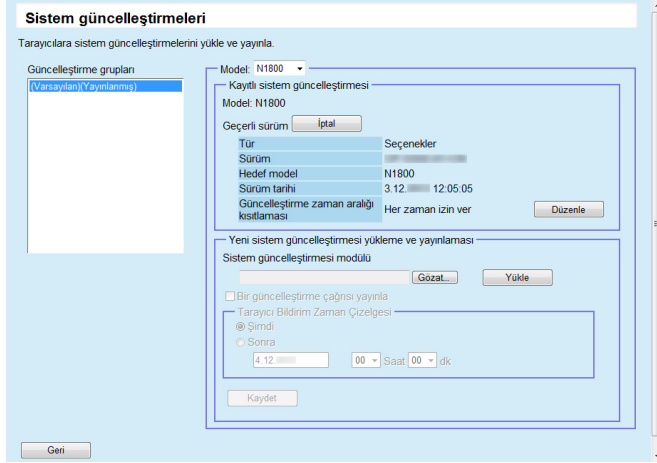 Sistem güncelleştirmeleri
Tarayıcılara sistem güncelleştirmelerini yükle ve yayınla.
Güncelleştirme grupları
(Varsayılan)(Yayınlanmış)
Model: N1800
Kayıtlı sistem güncelleştirmesi
Model: N1800
Geçerli sürüm İptal
Tür Seçenekler
Sürüm
Hedef model N1800
Sürüm tarihi 3.12. 12:05:05
Güncelleştirme zaman aralığı
kısıtlaması Her zaman izin ver Düzenle
Yeni sistem güncelleştirmesi yükleme ve yayınlaması
Sistem güncelleştirmesi modülü
Gözat... Yükle
Bir güncelleştirme çağrısı yayınla
Tarayıcı Bildirim Zaman Çizelgesi
Şimdi
Sonra
4.12. 00 Saat 00 dk
Kaydet
Geri